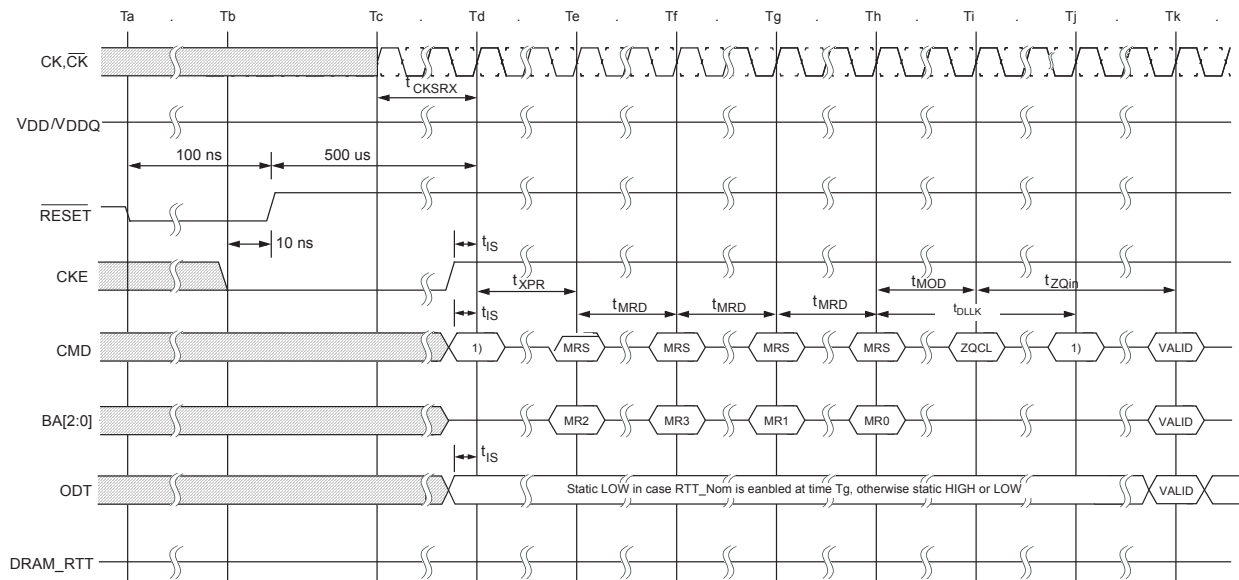 Ta . Tb . Tc . Td . Te . Tf . Tg . Th . Ti . Tj . Tk .
CK,CK
tCKSRX
VDD/VDDQ
100 ns 500 us
RESET
10 ns tIS
CKE
tXPR tMOD tZQin
tMRD tMRD tMRD tDLLK
tIS
CMD 1) MRS MRS MRS MRS ZQCL 1) VALID
BA[2:0] MR2 MR3 MR1 MR0 VALID
tIS
ODT Static LOW in case RTT_Nom is eanbled at time Tg, otherwise static HIGH or LOW VALID
DRAM_RTT